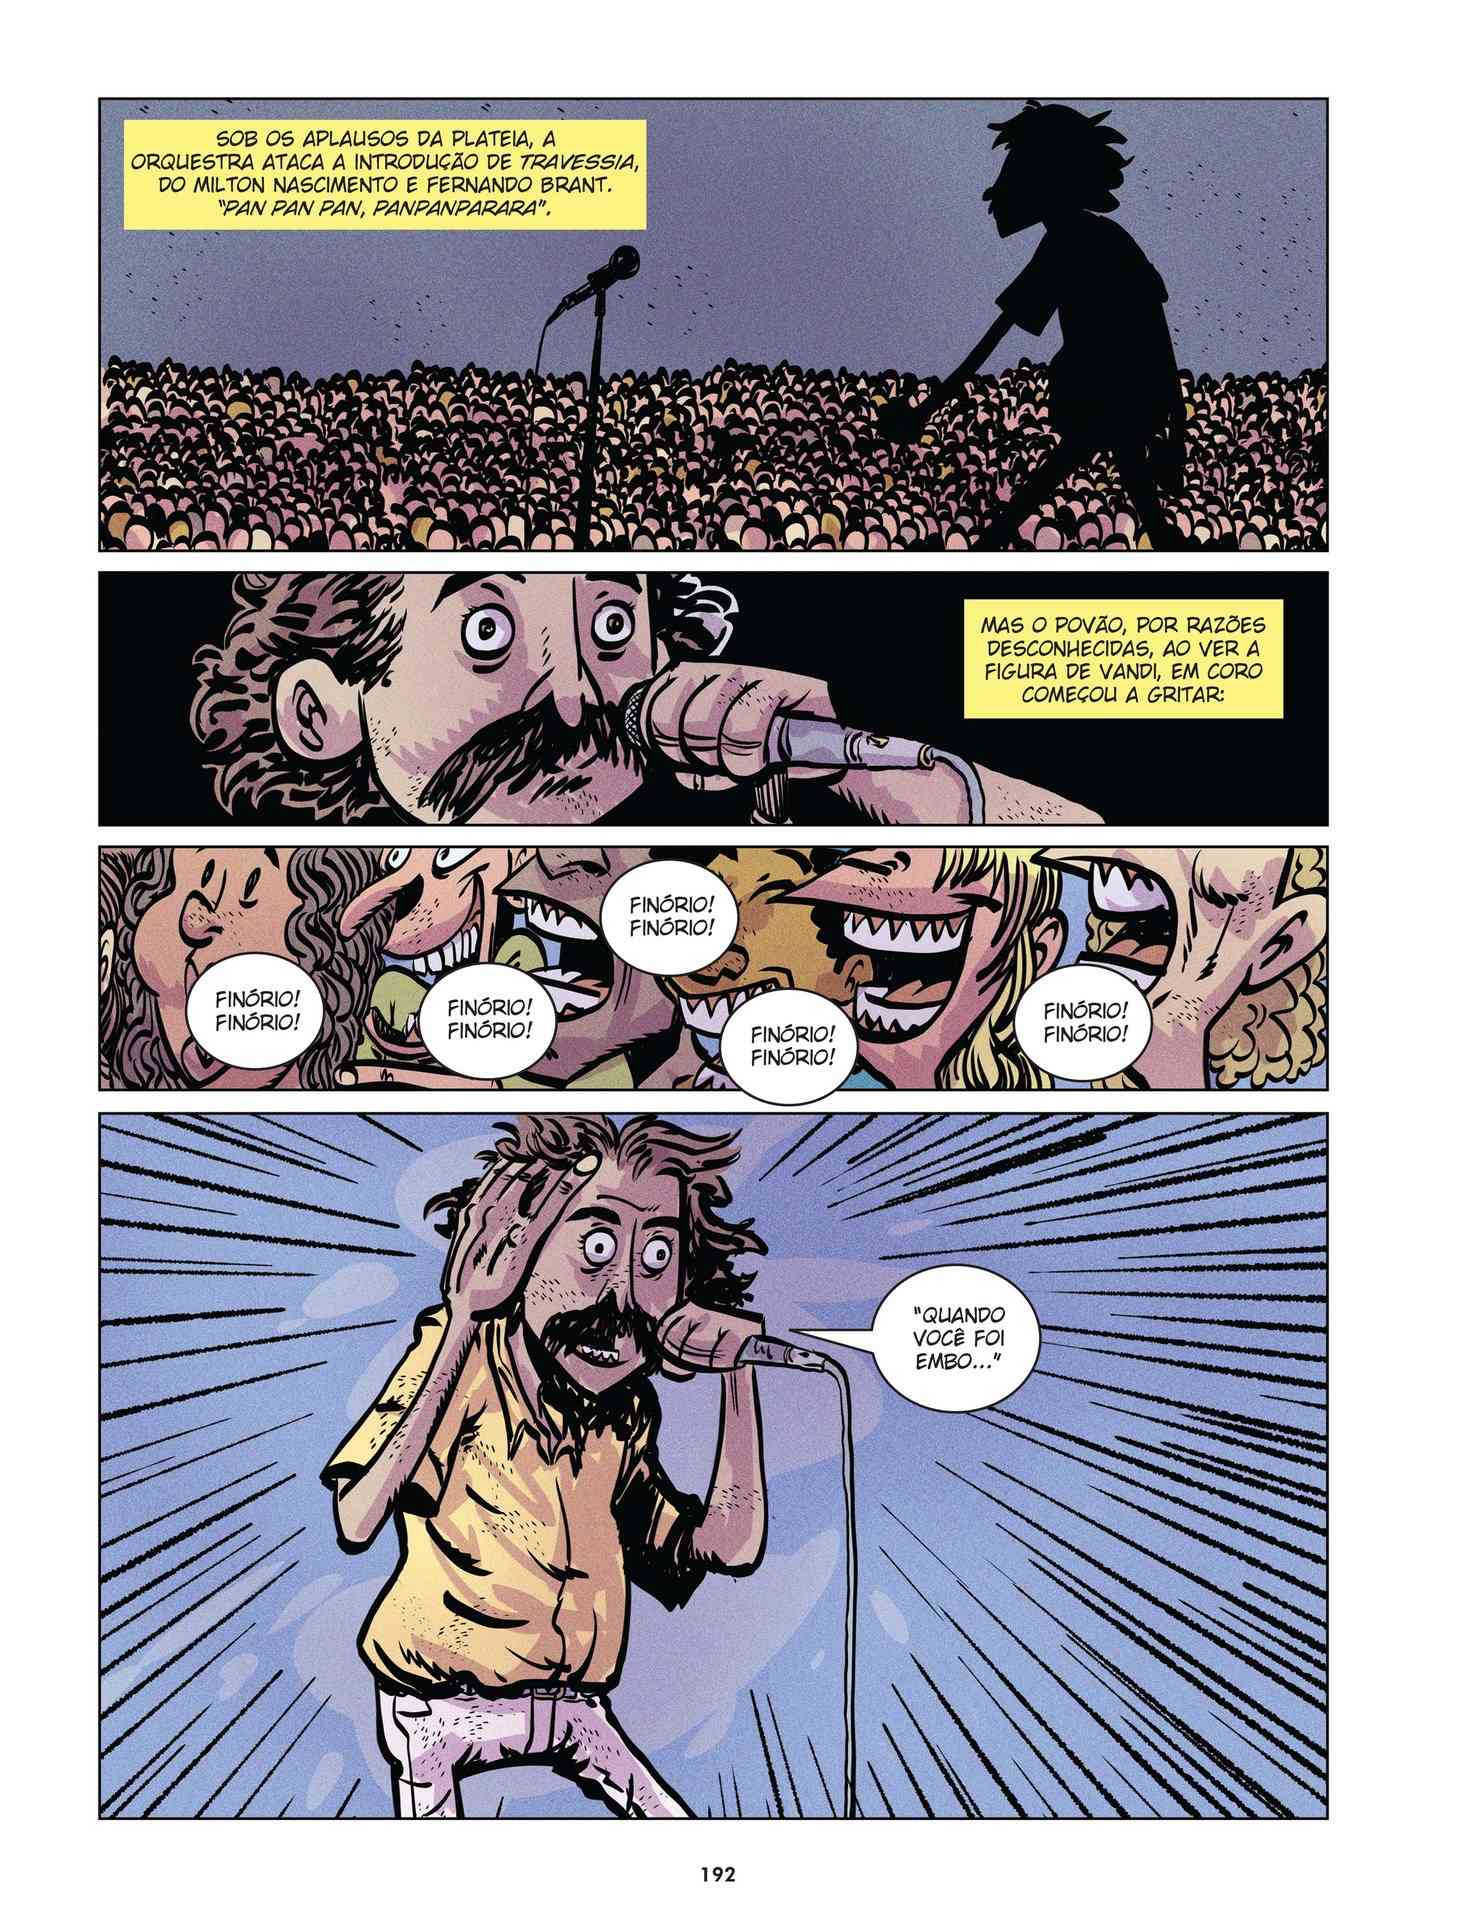 SOB OS APLAUSOS DA PLATEIA, A
ORQUESTRA ATACA A INTRODUÇÃO DE TRAVESSIA,
DO MILTON NASCIMENTO E FERNANDO BRANT.
“PAN PAN PAN, PANPANPARARA”.
MAS O POVÃO, POR RAZÕES
DESCONHECIDAS, AO VER A
FIGURA DE VANDI, EM CORO
COMEÇOU A GRITAR:
FINÓRIO!
FINÓRIO!
FINÓRIO!
FINÓRIO!
FINÓRIO!
FINÓRIO!
FINÓRIO!
FINÓRIO!
FINÓRIO!
FINÓRIO!
“QUANDO
VOCÊ FOI
EMBO...”
192